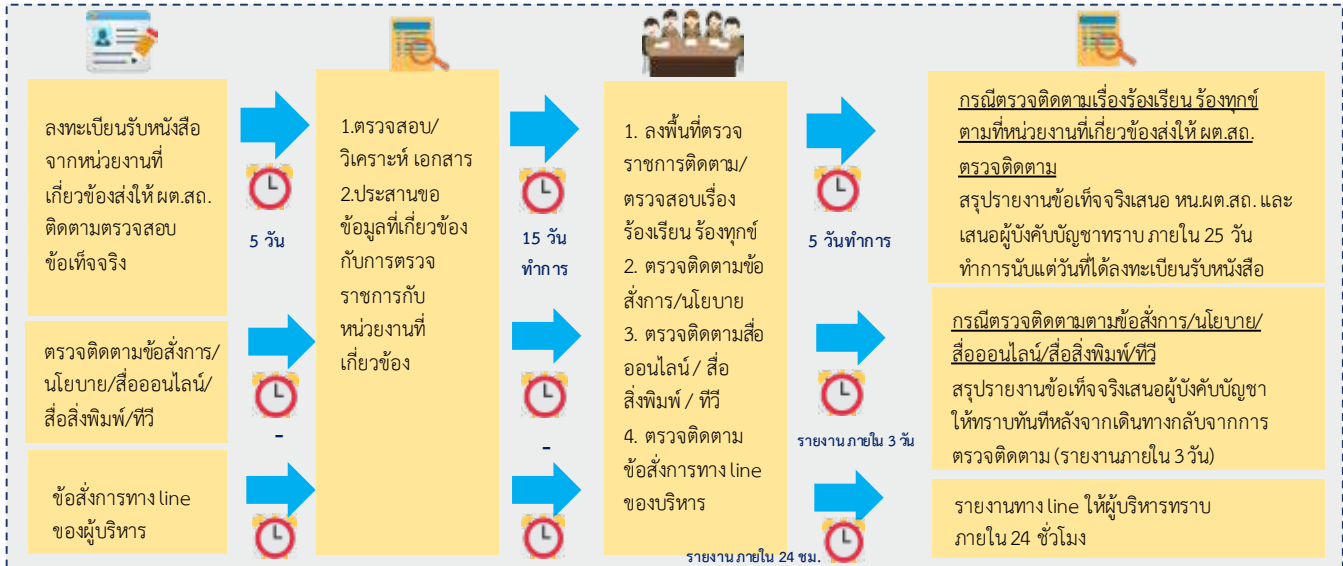 ลงทะเบียนรับหนังสือ
จากหน่วยงานที่
เกี่ยวข้องส่งให้ ผต.สถ.
ติดตามตรวจสอบ
ข้อเท็จจริง
5 วัน
1.ตรวจสอบ/
วิเคราะห์ เอกสาร
2.ประสานขอ
ข้อมูลที่เกี่ยวข้อง
กับการตรวจ
ราชการกับ
หน่วยงานที่
เกี่ยวข้อง
15 วัน
ทำการ
1. ลงพื้นที่ตรวจ
ราชการติดตาม/
ตรวจสอบเรื่อง
ร้องเรียน ร้องทุกข์
2. ตรวจติดตามข้อ
สั่งการ/นโยบาย
3. ตรวจติดตามสื่อ
ออนไลน์ / สื่อ
สิ่งพิมพ์ / ทีวี
4. ตรวจติดตาม
ข้อสั่งการทาง line
ของบริหาร
5 วันทำการ
กรณีตรวจติดตามเรื่องร้องเรียน ร้องทุกข์
ตามที่หน่วยงานที่เกี่ยวข้องส่งให้ ผต.สถ.
ตรวจติดตาม
สรุปรายงานข้อเท็จจริงเสนอ หน.ผต.สถ. และ
เสนอผู้บังคับบัญชาทราบ ภายใน 25 วัน
ทำการนับแต่วันที่ได้ลงทะเบียนรับหนังสือ
ตรวจติดตามข้อสั่งการ/
นโยบาย/สื่อออนไลน์/
สื่อสิ่งพิมพ์/ทีวี
-
-
รายงาน ภายใน 3 วัน
กรณีตรวจติดตามตามข้อสั่งการ/นโยบาย/
สื่อออนไลน์/สื่อสิ่งพิมพ์/ทีวี
สรุปรายงานข้อเท็จจริงเสนอผู้บังคับบัญชา
ให้ทราบทันทีหลังจากเดินทางกลับจากการ
ตรวจติดตาม (รายงานภายใน 3 วัน)
ข้อสั่งการทาง line
ของผู้บริหาร
รายงาน ภายใน 24 ชม.
รายงานทาง line ให้ผู้บริหารทราบ
ภายใน 24 ชั่วโมง